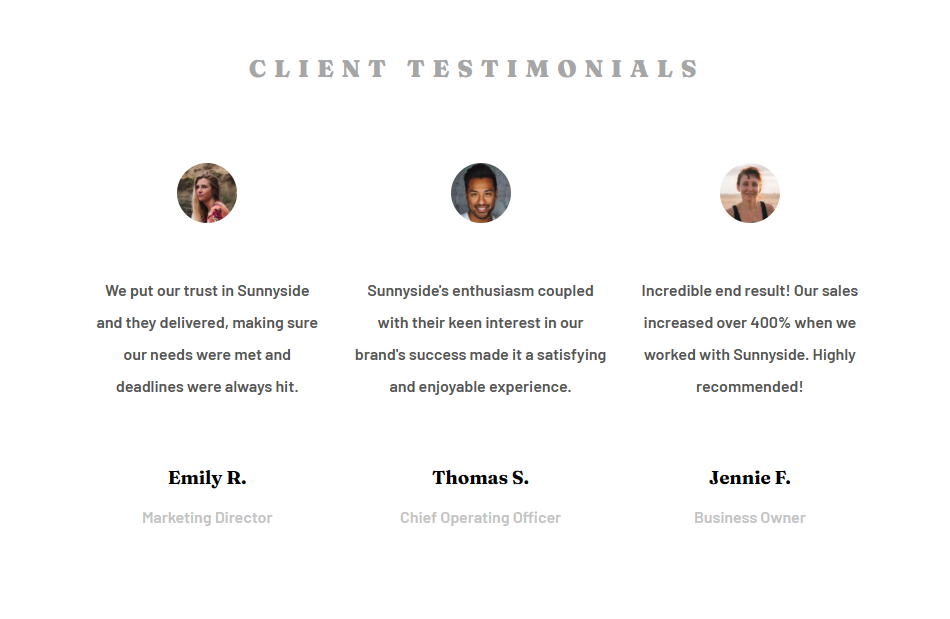 CLIENT TESTIMONIALS
We put our trust in Sunnyside
and they delivered, making sure
our needs were met and
deadlines were always hit.
Emily R.
Marketing Director
Sunnyside's enthusiasm coupled
with their keen interest in our
brand's success made it a satisfying
and enjoyable experience.
Thomas S.
Chief Operating Officer
Incredible end result! Our sales
increased over 400% when we
worked with Sunnyside. Highly
recommended!
Jennie F.
Business Owner